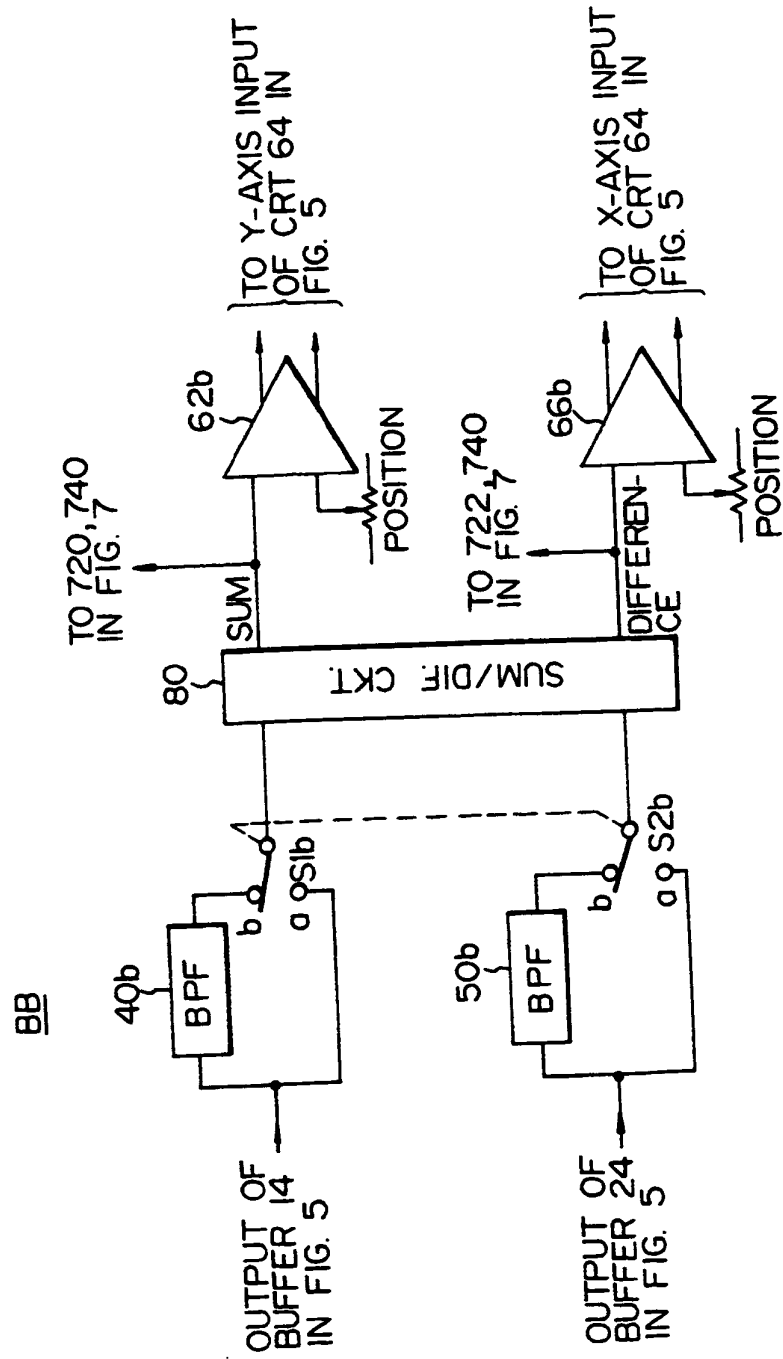 BB
OUTPUT OF
BUFFER 14
IN FIG. 5
40b
BPF
b
a
S1b
OUTPUT OF
BUFFER 24
IN FIG. 5
50b
BPF
b
a
S2b
80
SUM/DIF. CKT.
SUM
TO 720,740
IN FIG. 7
62b
POSITION
TO Y-AXIS INPUT
OF CRT 64 IN
FIG. 5
DIFFEREN-
CE
TO 722,740
IN FIG. 7
66b
POSITION
TO X-AXIS INPUT
OF CRT 64 IN
FIG. 5